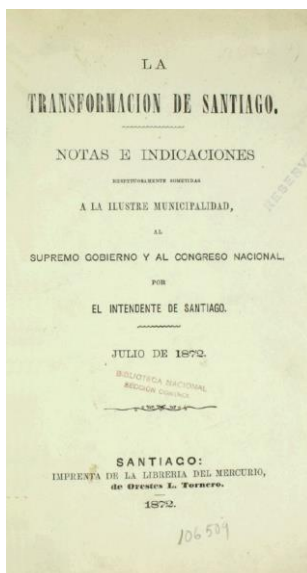 LA
TRANSFORMACION DE SANTIAGO.
NOTAS E INDICACIONES
RESPETUOSAMENTE SOMETIDAS
A LA ILUSTRE MUNICIPALIDAD,
AL
SUPREMO GOBIERNO Y AL CONGRESO NACIONAL,
POR
EL INTENDENTE DE SANTIAGO.
JULIO DE 1872.
BIBLIOTECA NACIONAL
SECCIÓN CHILENA
SANTIAGO:
IMPRENTA DE LA LIBRERIA DEL MERCURIO,
de Orestes L. Tornero.
1872.
106509